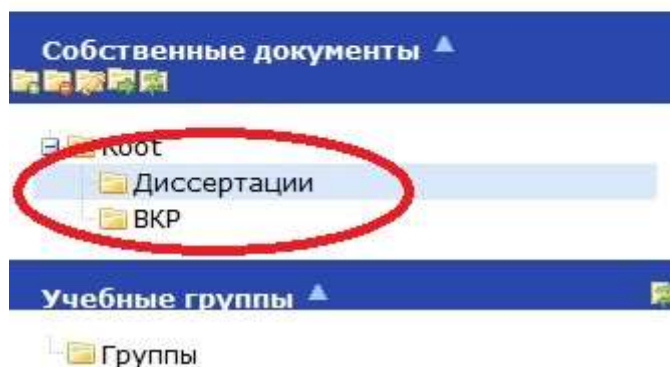 Собственные документы
Root
Диссертации
ВКР
Учебные группы
Группы